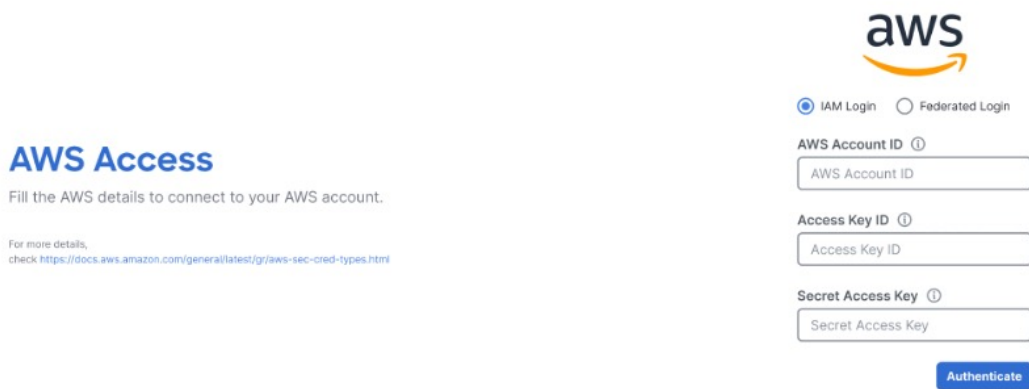 AWS Access
Fill the AWS details to connect to your AWS account.
For more details,
check https://docs.aws.amazon.com/general/latest/gr/aws-sec-cred-types.html
aws
IAM Login Federated Login
AWS Account ID
AWS Account ID
Access Key ID
Access Key ID
Secret Access Key
Secret Access Key
Authenticate